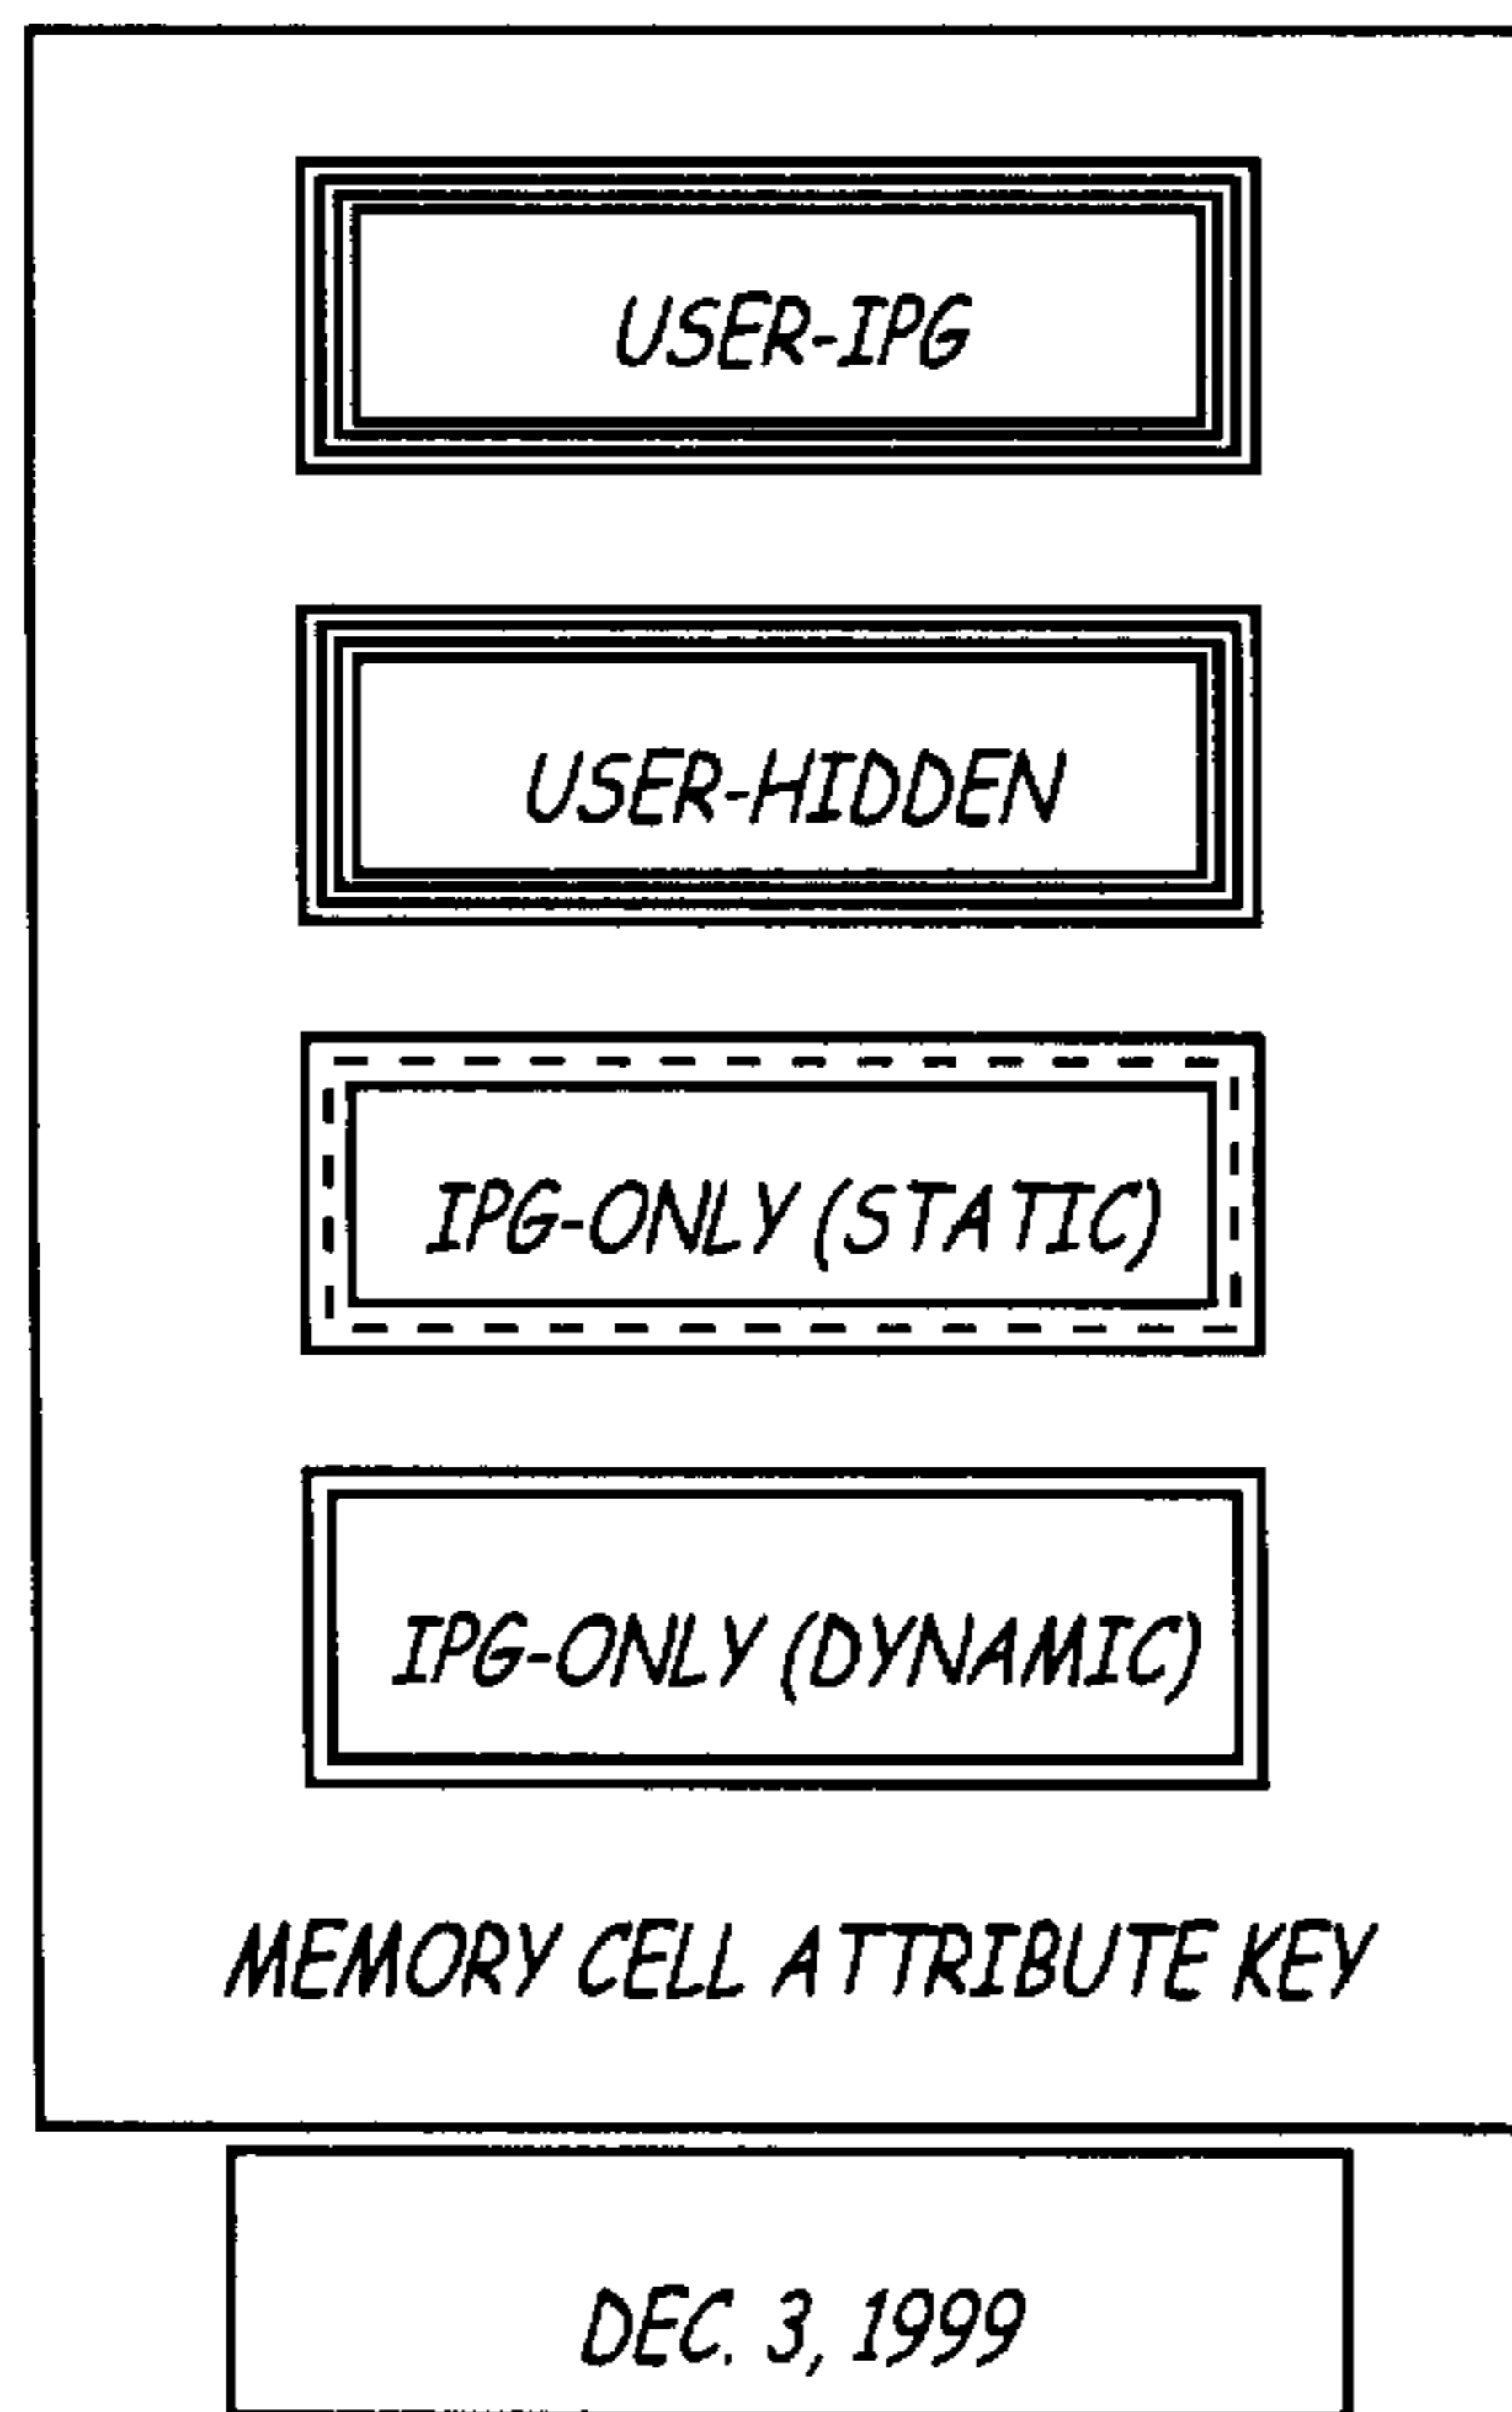 USER-IPG
USER-HIDDEN
IPG-ONLY (STATIC)
IPG-ONLY (DYNAMIC)
MEMORY CELL ATTRIBUTE KEY
DEC. 3, 1999